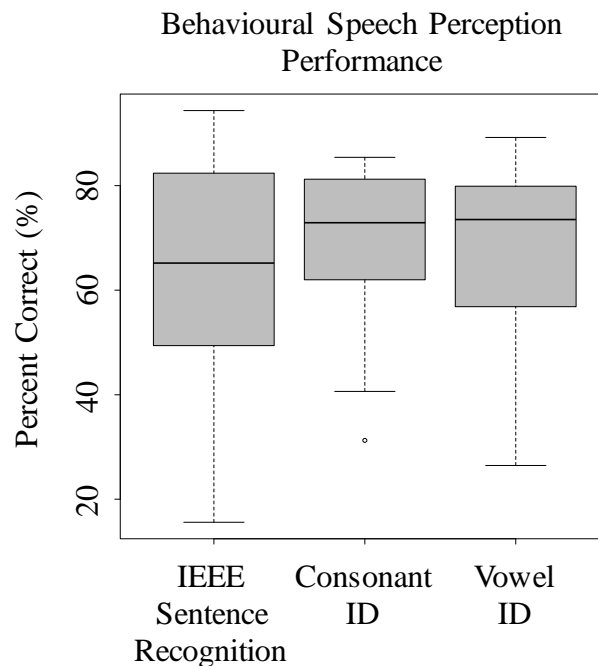 Behavioural Speech Perception
Performance
Percent Correct (%)
80
60
40
20
IEEE
Sentence
Recognition
Consonant
ID
Vowel
ID